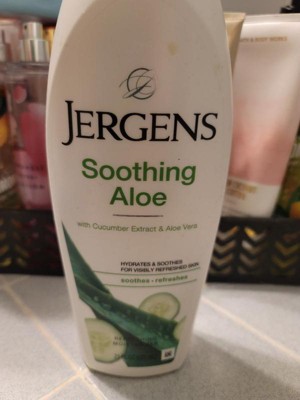 JERGENS
Soothing
Aloe
with Cucumber Extract & Aloe Vera
HYDRATES & SOOTHES
FOR VISIBLY REFRESHED SKIN
soothes • refreshes